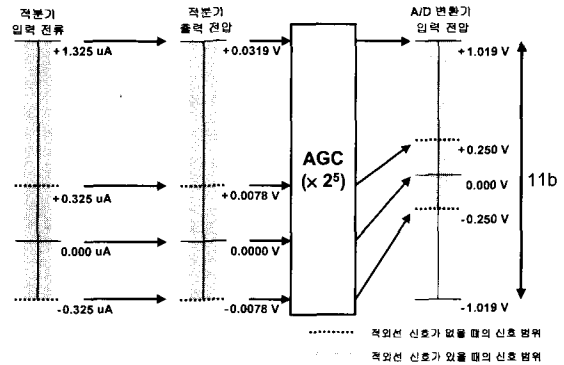 적분기
입력 전류
적분기
출력 전압
A/D 변환기
입력 전압
+1.325 uA
+0.0319 V
+1.019 V
AGC
(× 2⁵)
+0.250 V
+0.325 uA
+0.0078 V
0.000 V
11b
-0.250 V
0.000 uA
0.0000 V
-0.325 uA
-0.0078 V
-1.019 V
적외선 신호가 없을 때의 신호 범위
적외선 신호가 있을 때의 신호 범위